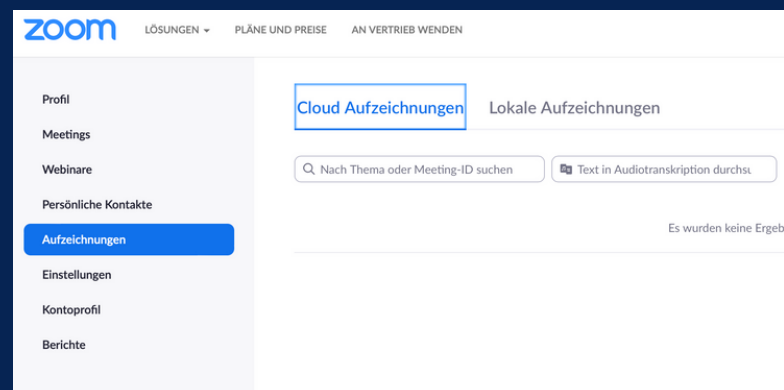 zoom LÖSUNGEN PLÄNE UND PREISE AN VERTRIEB WENDEN
Profil
Meetings
Webinare
Persönliche Kontakte
Aufzeichnungen
Einstellungen
Kontoprofil
Berichte
Cloud Aufzeichnungen Lokale Aufzeichnungen
Nach Thema oder Meeting-ID suchen Text in Audiotranskription durchsu
Es wurden keine Ergeb